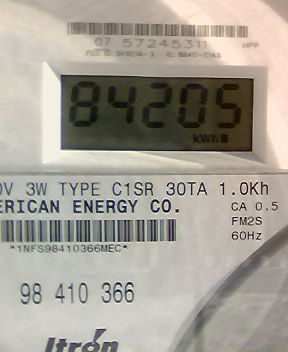 07 57245311 HPP
84205
kWh
0V 3W TYPE C1SR 30TA 1.0Kh
ERICAN ENERGY CO. CA 0.5
FM2S
60Hz
*1NFS98410366MEC*
98 410 366
Itron